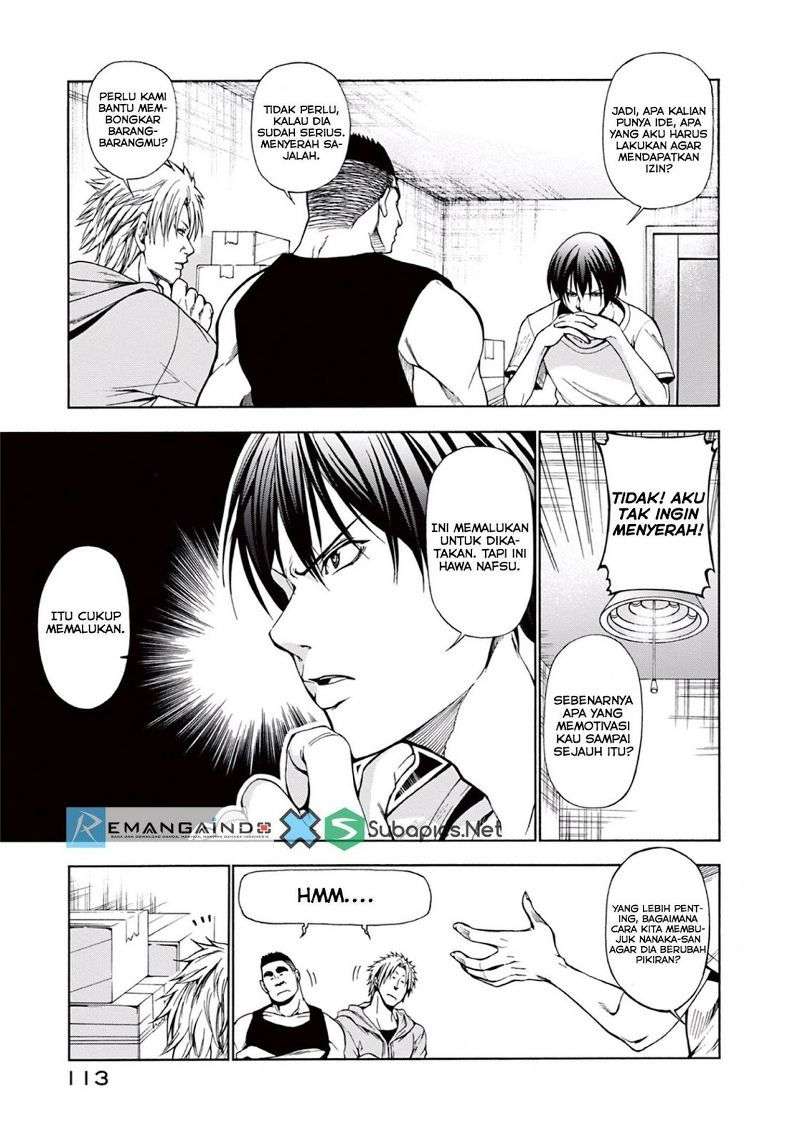 JADI, APA KALIAN
PUNYA IDE, APA
YANG AKU HARUS
LAKUKAN AGAR
MENDAPATKAN
IZIN?
TIDAK PERLU,
KALAU DIA
SUDAH SERIUS.
MENYERAH SA-
JALAH.
PERLU KAMI
BANTU MEM-
BONGKAR
BARANG-
BARANGMU?
TIDAK! AKU
TAK INGIN
MENYERAH!
SEBENARNYA
APA YANG
MEMOTIVASI
KAU SAMPAI
SEJAUH ITU?
INI MEMALUKAN
UNTUK DIKA-
TAKAN. TAPI INI
HAWA NAFSU.
ITU CUKUP
MEMALUKAN.
REMANGAINDO
Subapics.Net
YANG LEBIH PENT-
ING, BAGAIMANA
CARA KITA MEMBU-
JUK NANAKA-SAN
AGAR DIA BERUBAH
PIKIRAN?
HMM....
113